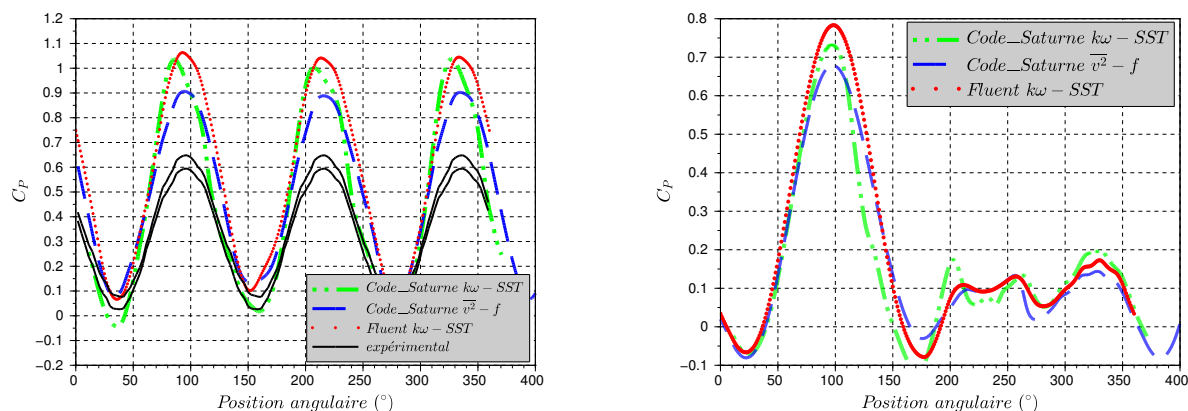 1.2
1.1
1
0.9
0.8
0.7
0.6
0.5
0.4
0.3
0.2
0.1
0
−0.1
−0.2
C_P
0 50 100 150 200 250 300 350 400
Position angulaire (°)
Code_Saturne kω − SST
Code_Saturne \overline{v^2} − f
Fluent kω − SST
expérimental
0.8
0.7
0.6
0.5
0.4
0.3
0.2
0.1
0
−0.1
C_P
0 50 100 150 200 250 300 350 400
Position angulaire (°)
Code_Saturne kω − SST
Code_Saturne \overline{v^2} − f
Fluent kω − SST